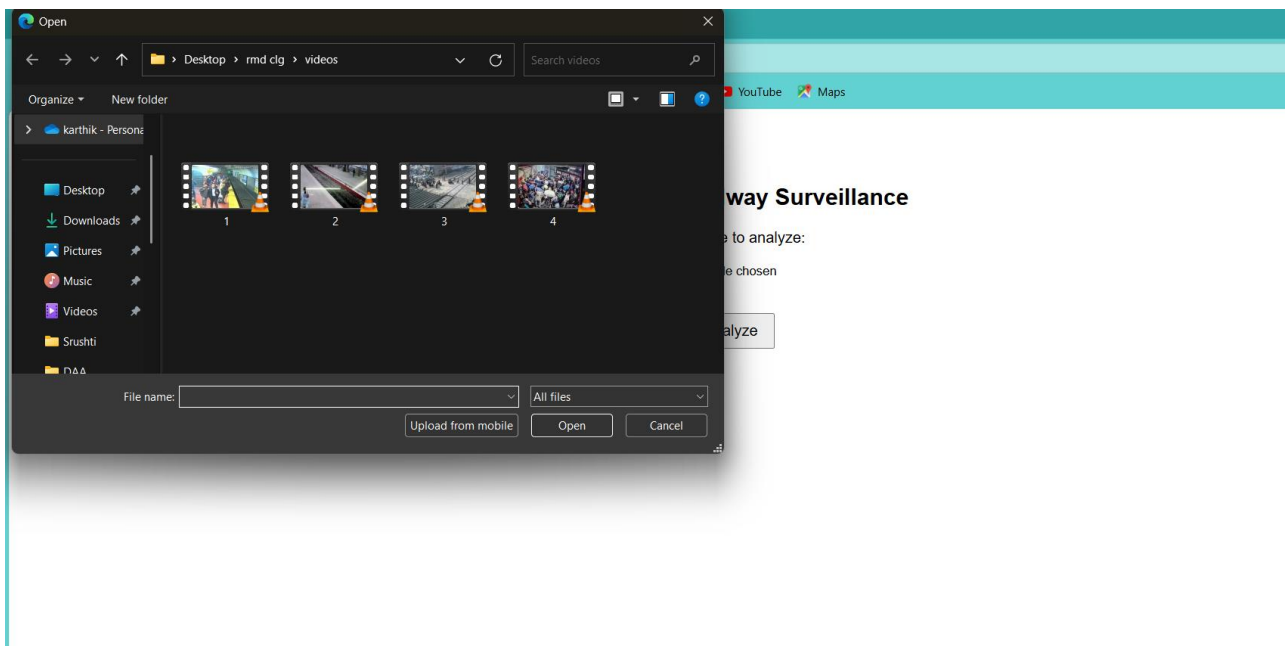 Open
Desktop > rmd clg > videos
Search videos
Organize
New folder
YouTube
Maps
karthik - Persona
Desktop
Downloads
Pictures
Music
Videos
Srushti
DAA
1
2
3
4
way Surveillance
to analyze:
le chosen
alyze
File name:
All files
Upload from mobile
Open
Cancel